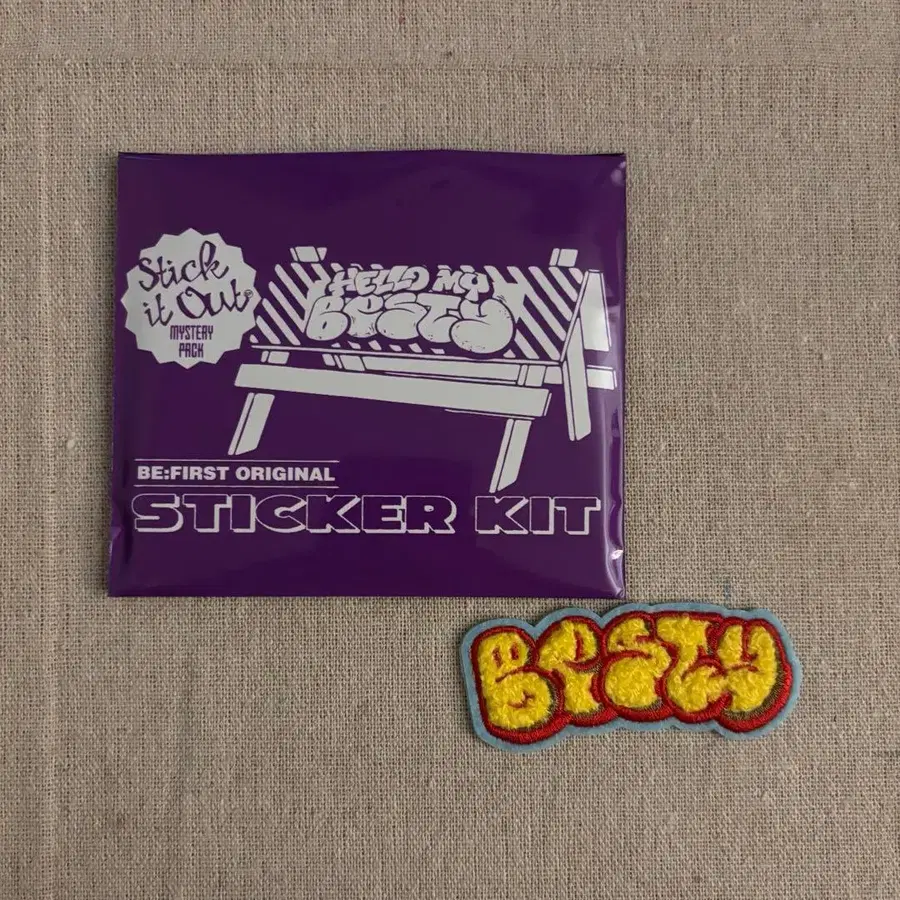 Stick
it Out
MYSTERY
PACK
HELLO MY
BESTY
BE:FIRST ORIGINAL
STICKER KIT
BESTY